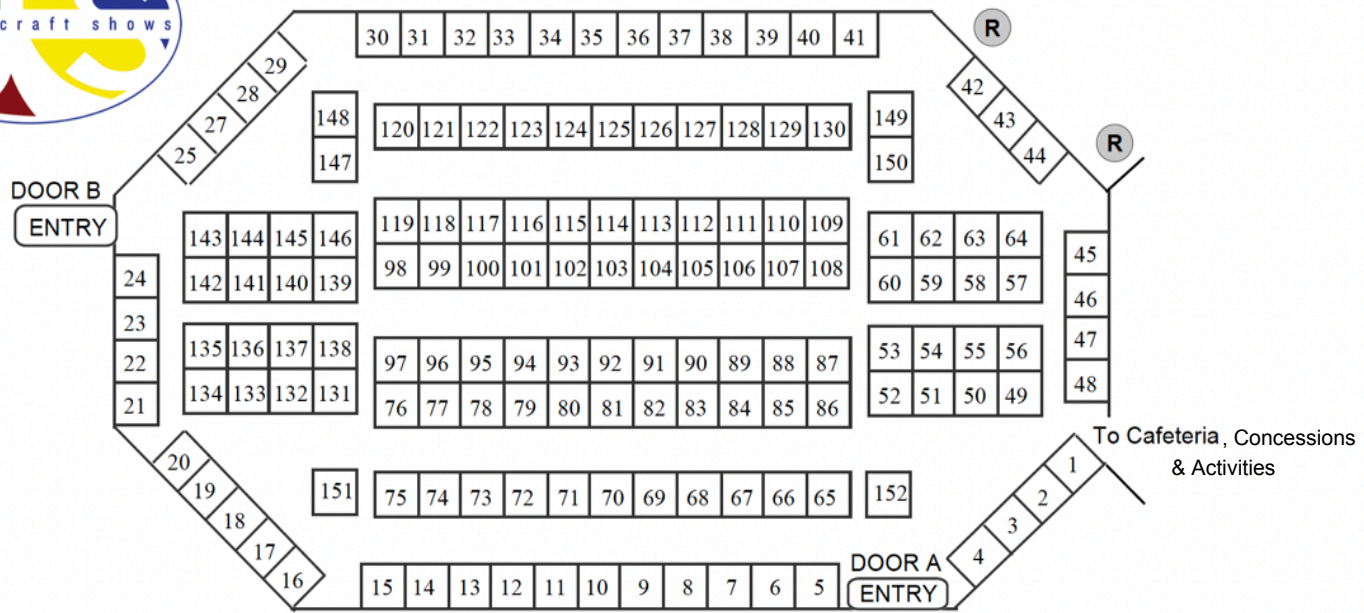 craft shows
30 31 32 33 34 35 36 37 38 39 40 41
R
29
28
27
25
42
43
44
R
148
147
120 121 122 123 124 125 126 127 128 129 130
149
150
DOOR B
ENTRY
143 144 145 146
142 141 140 139
119 118 117 116 115 114 113 112 111 110 109
98 99 100 101 102 103 104 105 106 107 108
61 62 63 64
60 59 58 57
45
46
47
48
24
23
22
21
135 136 137 138
134 133 132 131
97 96 95 94 93 92 91 90 89 88 87
76 77 78 79 80 81 82 83 84 85 86
53 54 55 56
52 51 50 49
To Cafeteria, Concessions
& Activities
20
19
18
17
16
151
75 74 73 72 71 70 69 68 67 66 65
152
1
2
3
4
15 14 13 12 11 10 9 8 7 6 5
DOOR A
ENTRY